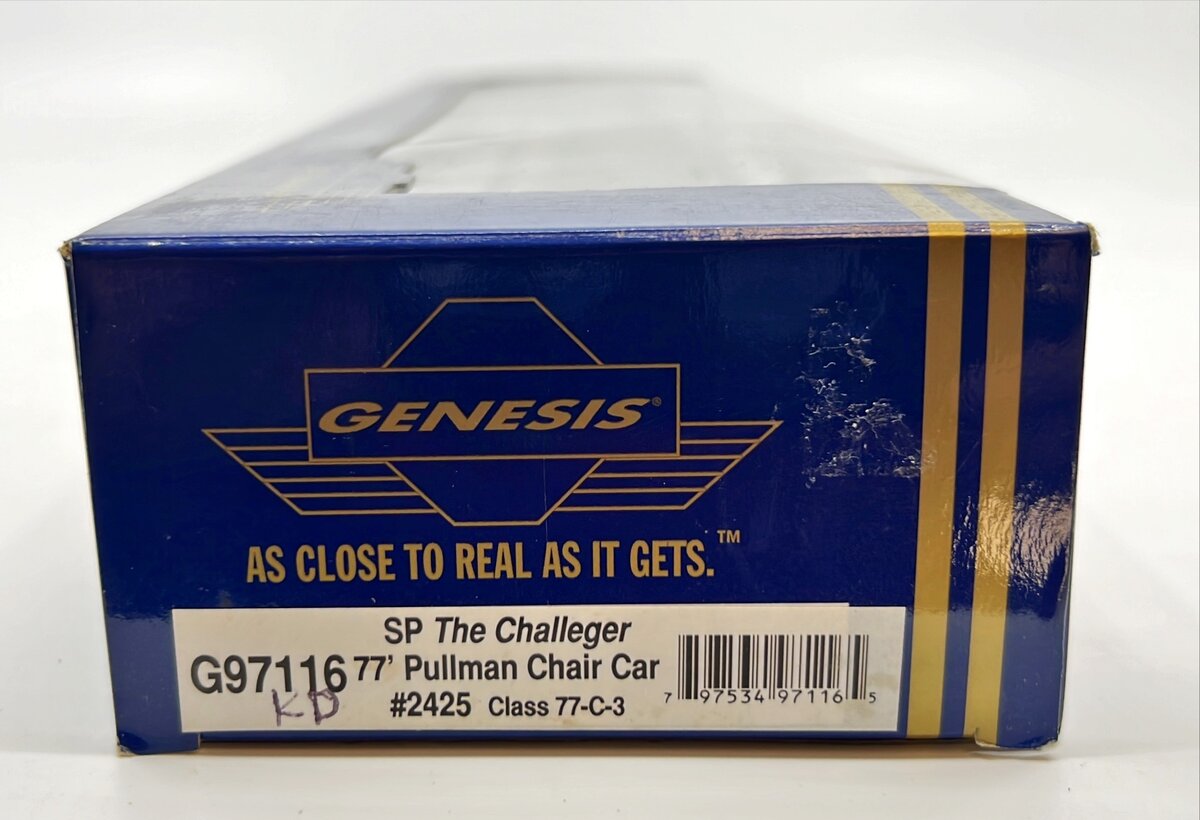 GENESIS®
AS CLOSE TO REAL AS IT GETS.™
SP The Challeger
G97116 77' Pullman Chair Car
KD #2425 Class 77-C-3
7 97534 97116 5